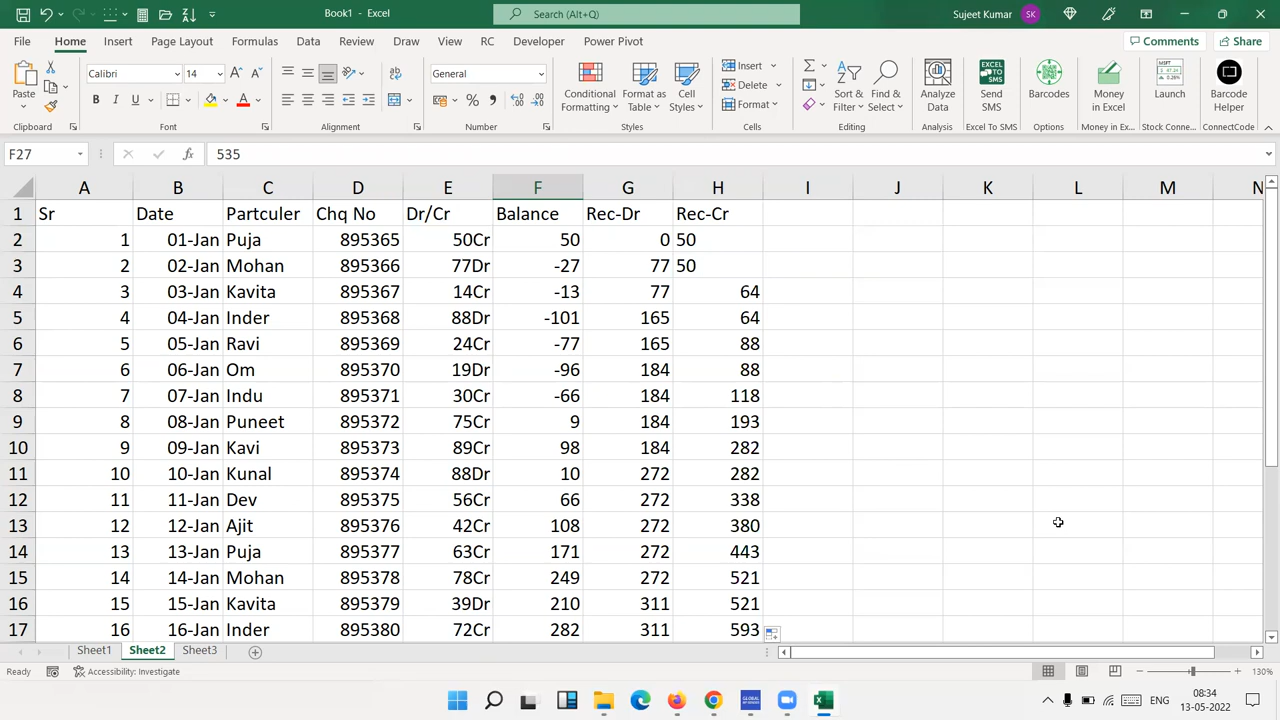 Book1 - Excel
Search (Alt+Q)
Sujeet Kumar
SK
File Home Insert Page Layout Formulas Data Review View Draw RC Developer Power Pivot
Comments Share
Paste
Calibri 14
General
Conditional Formatting
Format as Table
Cell Styles
Insert
Delete
Format
Sort & Filter
Find & Select
Analyze Data
Send SMS
Barcodes
Money in Excel
Launch
Barcode Helper
Clipboard Font Alignment Number Styles Cells Editing Analysis Excel To SMS Options Money in Ex... Stock Connec... ConnectCode
F27 fx 535
A B C D E F G H I J K L M N
1 Sr Date Partculer Chq No Dr/Cr Balance Rec-Dr Rec-Cr
2 1 01-Jan Puja 895365 50Cr 50 0 50
3 2 02-Jan Mohan 895366 77Dr -27 77 50
4 3 03-Jan Kavita 895367 14Cr -13 77 64
5 4 04-Jan Inder 895368 88Dr -101 165 64
6 5 05-Jan Ravi 895369 24Cr -77 165 88
7 6 06-Jan Om 895370 19Dr -96 184 88
8 7 07-Jan Indu 895371 30Cr -66 184 118
9 8 08-Jan Puneet 895372 75Cr 9 184 193
10 9 09-Jan Kavi 895373 89Cr 98 184 282
11 10 10-Jan Kunal 895374 88Dr 10 272 282
12 11 11-Jan Dev 895375 56Cr 66 272 338
13 12 12-Jan Ajit 895376 42Cr 108 272 380
14 13 13-Jan Puja 895377 63Cr 171 272 443
15 14 14-Jan Mohan 895378 78Cr 249 272 521
16 15 15-Jan Kavita 895379 39Dr 210 311 521
17 16 16-Jan Inder 895380 72Cr 282 311 593
Sheet1 Sheet2 Sheet3
Ready Accessibility: Investigate 130%
ENG 08:34
13-05-2022